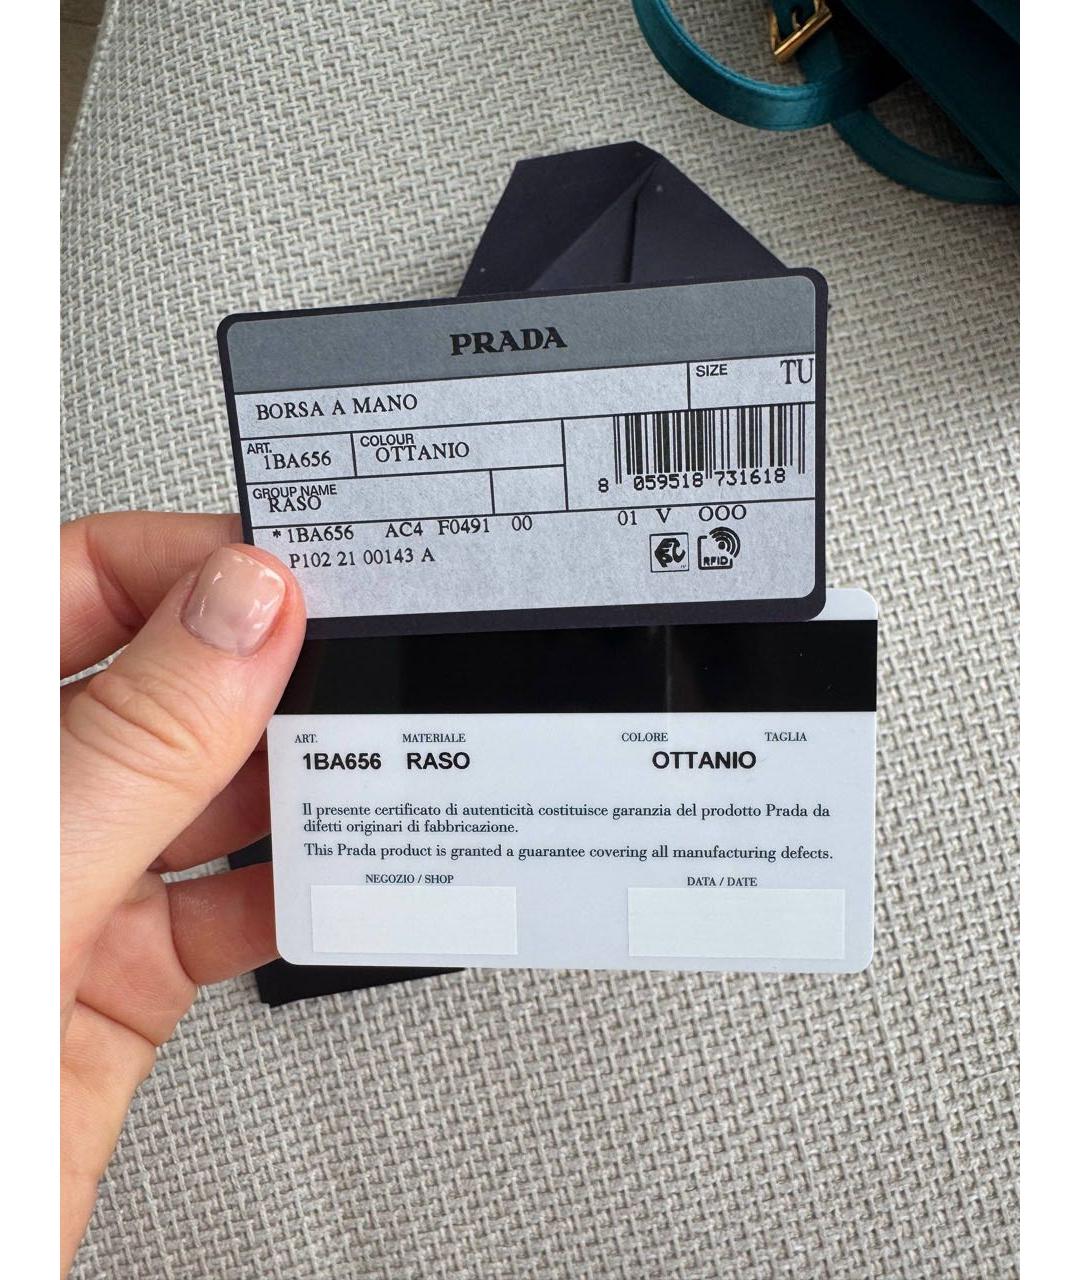 PRADA
BORSA A MANO
SIZE
TU
ART.
1BA656
COLOUR
OTTANIO
GROUP NAME
RASO
8 059518 731618
* 1BA656 AC4 F0491 00 01 V OOO
P102 21 00143 A
RFID
ART. MATERIALE COLORE TAGLIA
1BA656 RASO OTTANIO
Il presente certificato di autenticità costituisce garanzia del prodotto Prada da
difetti originari di fabbricazione.
This Prada product is granted a guarantee covering all manufacturing defects.
NEGOZIO / SHOP DATA / DATE